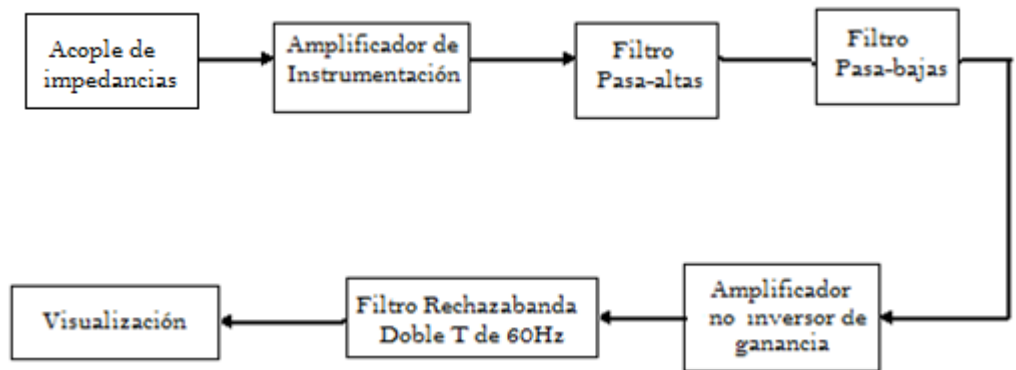 Acople de
impedancias
Amplificador de
Instrumentación
Filtro
Pasa-altas
Filtro
Pasa-bajas
Amplificador
no inversor de
ganancia
Filtro Rechazabanda
Doble T de 60Hz
Visualización